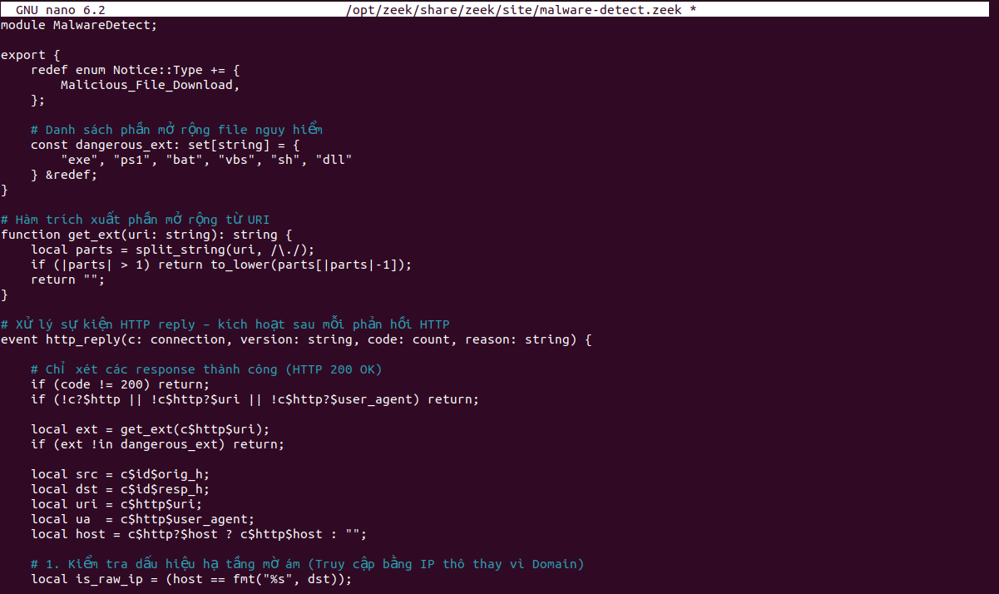 GNU nano 6.2 /opt/zeek/share/zeek/site/malware-detect.zeek *
module MalwareDetect;

export {
    redef enum Notice::Type += {
        Malicious_File_Download,
    };

    # Danh sách phần mở rộng file nguy hiểm
    const dangerous_ext: set[string] = {
        "exe", "ps1", "bat", "vbs", "sh", "dll"
    } &redef;
}

# Hàm trích xuất phần mở rộng từ URI
function get_ext(uri: string): string {
    local parts = split_string(uri, /\./);
    if (|parts| > 1) return to_lower(parts[|parts|-1]);
    return "";
}

# Xử lý sự kiện HTTP reply – kích hoạt sau mỗi phản hồi HTTP
event http_reply(c: connection, version: string, code: count, reason: string) {

    # Chỉ xét các response thành công (HTTP 200 OK)
    if (code != 200) return;
    if (!c?$http || !c$http?$uri || !c$http?$user_agent) return;

    local ext = get_ext(c$http$uri);
    if (ext !in dangerous_ext) return;

    local src = c$id$orig_h;
    local dst = c$id$resp_h;
    local uri = c$http$uri;
    local ua  = c$http$user_agent;
    local host = c$http?$host ? c$http$host : "";

    # 1. Kiểm tra dấu hiệu hạ tầng mờ ám (Truy cập bằng IP thô thay vì Domain)
    local is_raw_ip = (host == fmt("%s", dst));